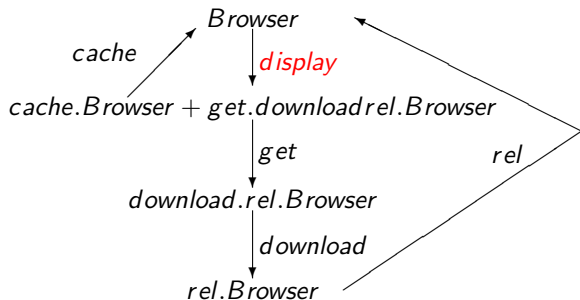 Browser
cache
display
cache.Browser + get.downloadrel.Browser
get
rel
download.rel.Browser
download
rel.Browser